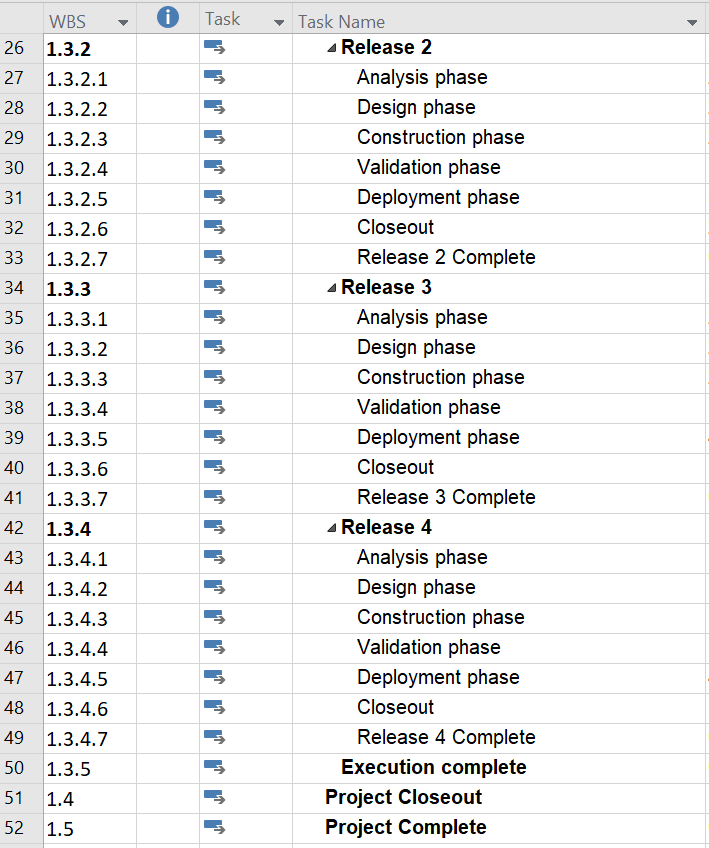 WBS i Task Task Name
26 1.3.2 Release 2
27 1.3.2.1 Analysis phase
28 1.3.2.2 Design phase
29 1.3.2.3 Construction phase
30 1.3.2.4 Validation phase
31 1.3.2.5 Deployment phase
32 1.3.2.6 Closeout
33 1.3.2.7 Release 2 Complete
34 1.3.3 Release 3
35 1.3.3.1 Analysis phase
36 1.3.3.2 Design phase
37 1.3.3.3 Construction phase
38 1.3.3.4 Validation phase
39 1.3.3.5 Deployment phase
40 1.3.3.6 Closeout
41 1.3.3.7 Release 3 Complete
42 1.3.4 Release 4
43 1.3.4.1 Analysis phase
44 1.3.4.2 Design phase
45 1.3.4.3 Construction phase
46 1.3.4.4 Validation phase
47 1.3.4.5 Deployment phase
48 1.3.4.6 Closeout
49 1.3.4.7 Release 4 Complete
50 1.3.5 Execution complete
51 1.4 Project Closeout
52 1.5 Project Complete